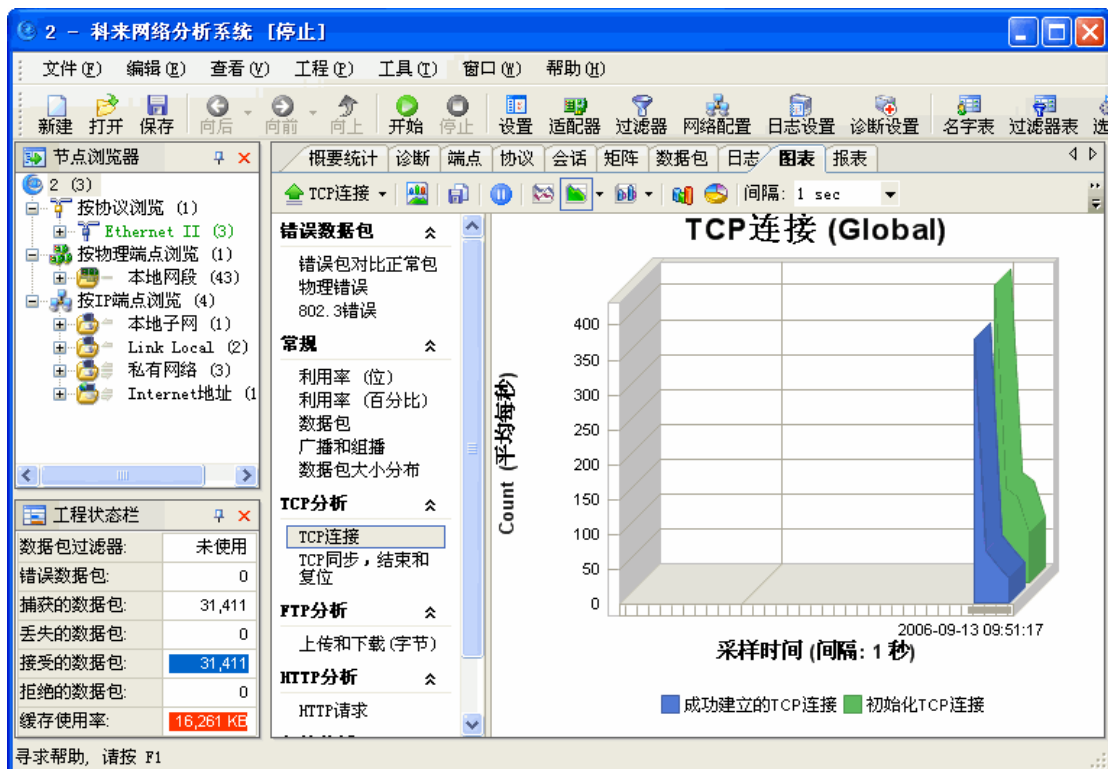 2 - 科来网络分析系统 [停止]
文件(F) 编辑(E) 查看(V) 工程(P) 工具(T) 窗口(W) 帮助(H)
新建 打开 保存 向后 向前 向上 开始 停止 设置 适配器 过滤器 网络配置 日志设置 诊断设置 名字表 过滤器表
节点浏览器
2 (3)
按协议浏览 (1)
Ethernet II (3)
按物理端点浏览 (1)
本地网段 (43)
按IP端点浏览 (4)
本地子网 (1)
Link Local (2)
私有网络 (3)
Internet地址 (1
工程状态栏
数据包过滤器: 未使用
错误数据包: 0
捕获的数据包: 31,411
丢失的数据包: 0
接受的数据包: 31,411
拒绝的数据包: 0
缓存使用率: 16,261 KB
概要统计 诊断 端点 协议 会话 矩阵 数据包 日志 图表 报表
TCP连接 间隔: 1 sec
错误数据包
错误包对比正常包
物理错误
802.3错误
常规
利用率 (位)
利用率 (百分比)
数据包
广播和组播
数据包大小分布
TCP分析
TCP连接
TCP同步，结束和
复位
FTP分析
上传和下载(字节)
HTTP分析
HTTP请求
TCP连接 (Global)
Count (平均每秒)
400
350
300
250
200
150
100
50
0
2006-09-13 09:51:17
采样时间 (间隔: 1 秒)
成功建立的TCP连接 初始化TCP连接
寻求帮助, 请按 F1